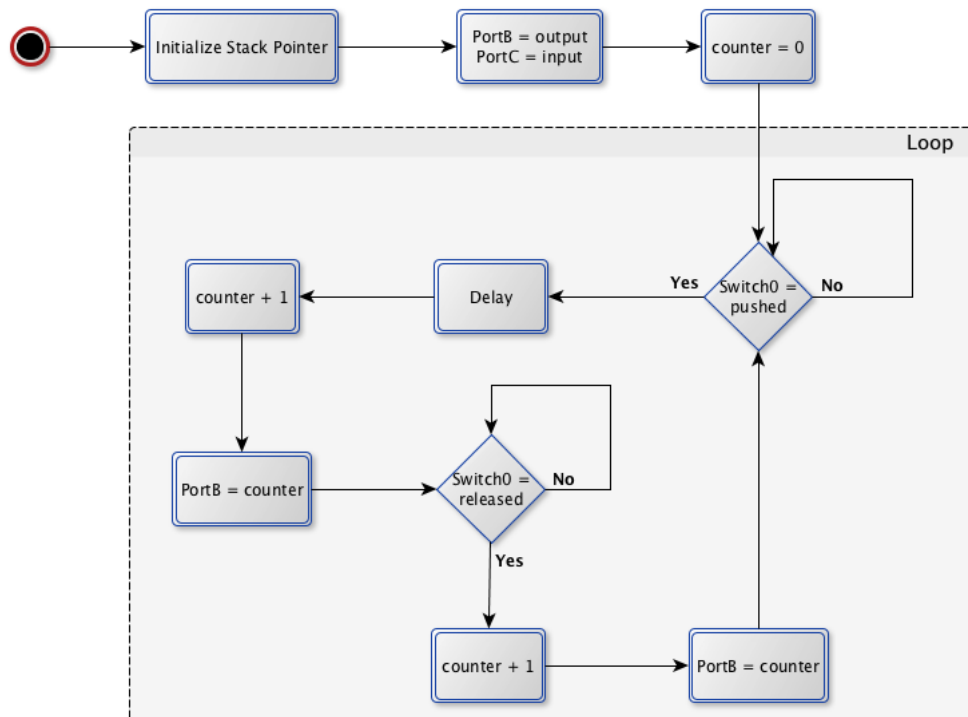 Initialize Stack Pointer
PortB = output
PortC = input
counter = 0
Loop
Switch0 =
pushed
No
Yes
Delay
counter + 1
PortB = counter
Switch0 =
released
No
Yes
counter + 1
PortB = counter